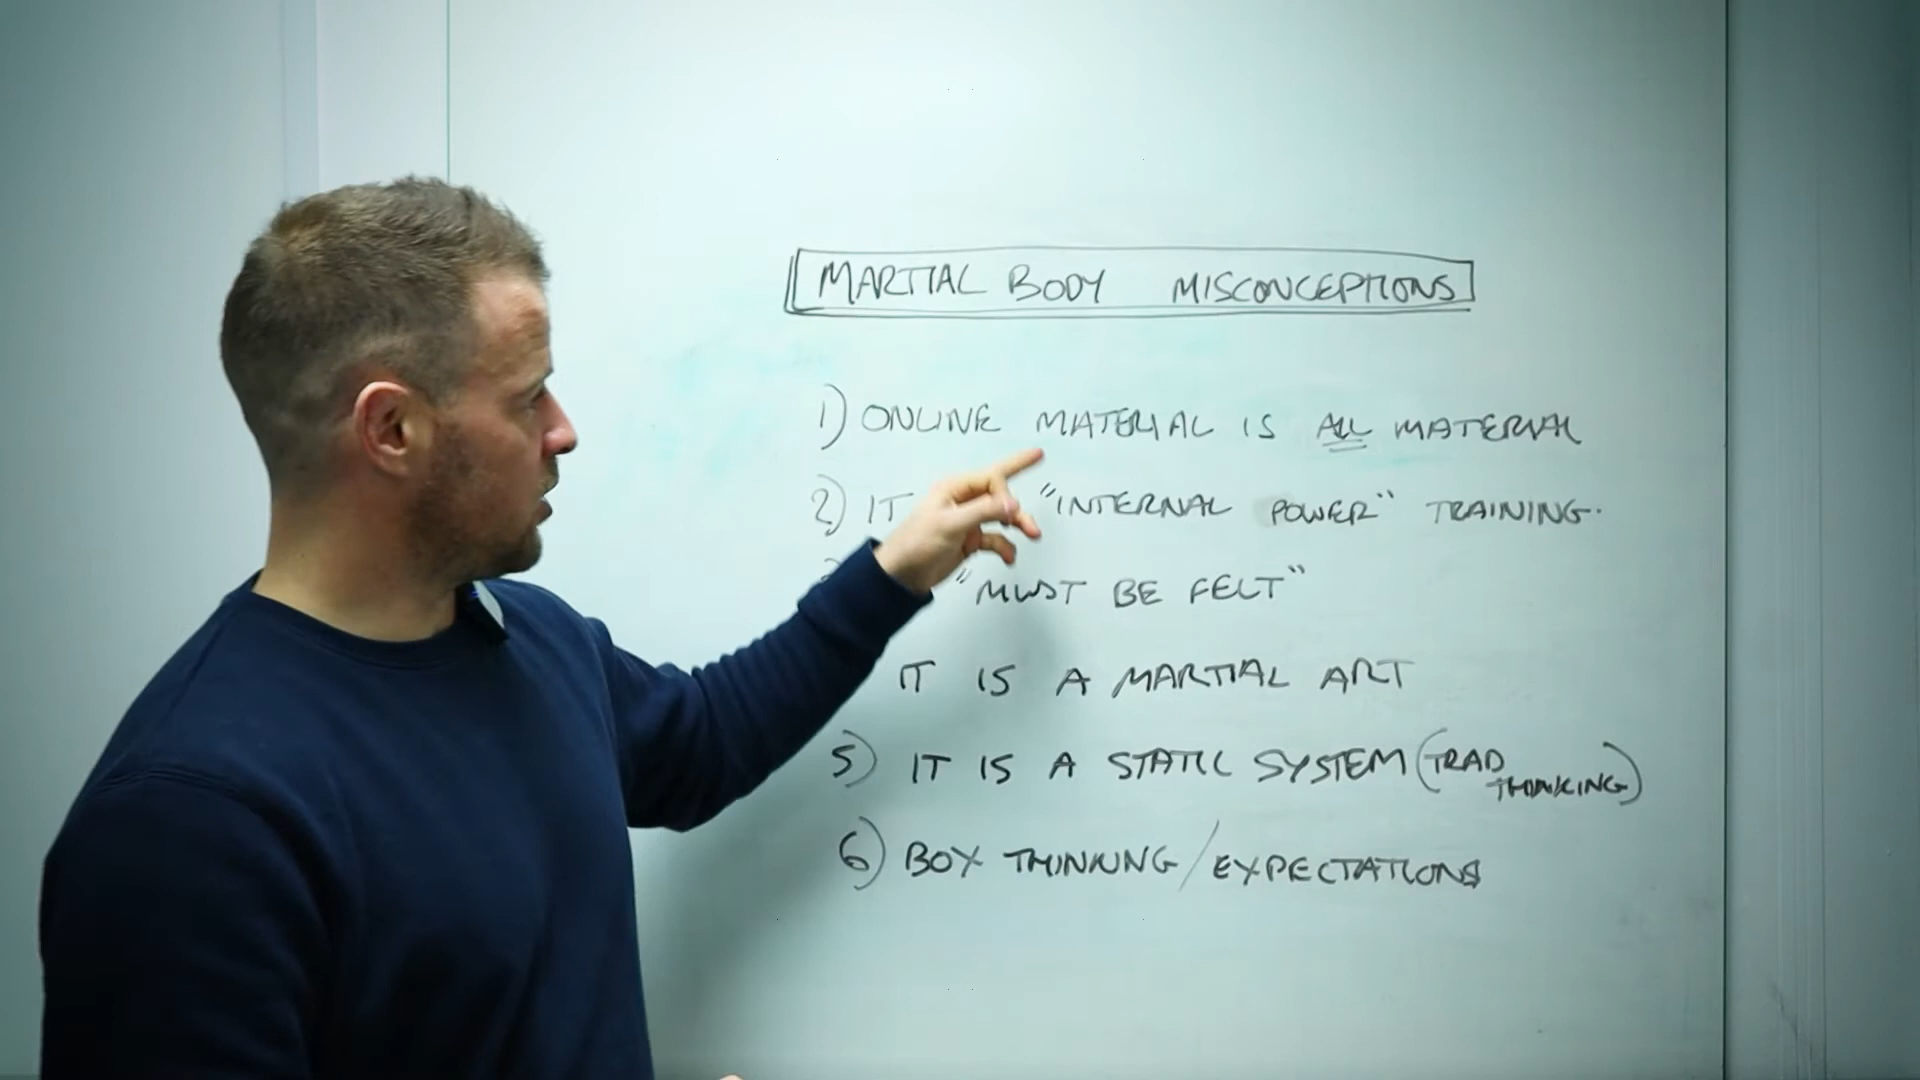 MARTIAL BODY MISCONCEPTIONS
1) ONLINE MATERIAL IS ALL MATERIAL
2) IT "INTERNAL POWER" TRAINING.
"MUST BE FELT"
IT IS A MARTIAL ART
5) IT IS A STATIC SYSTEM (TRAD THINKING)
6) BOX THINKING/EXPECTATIONS